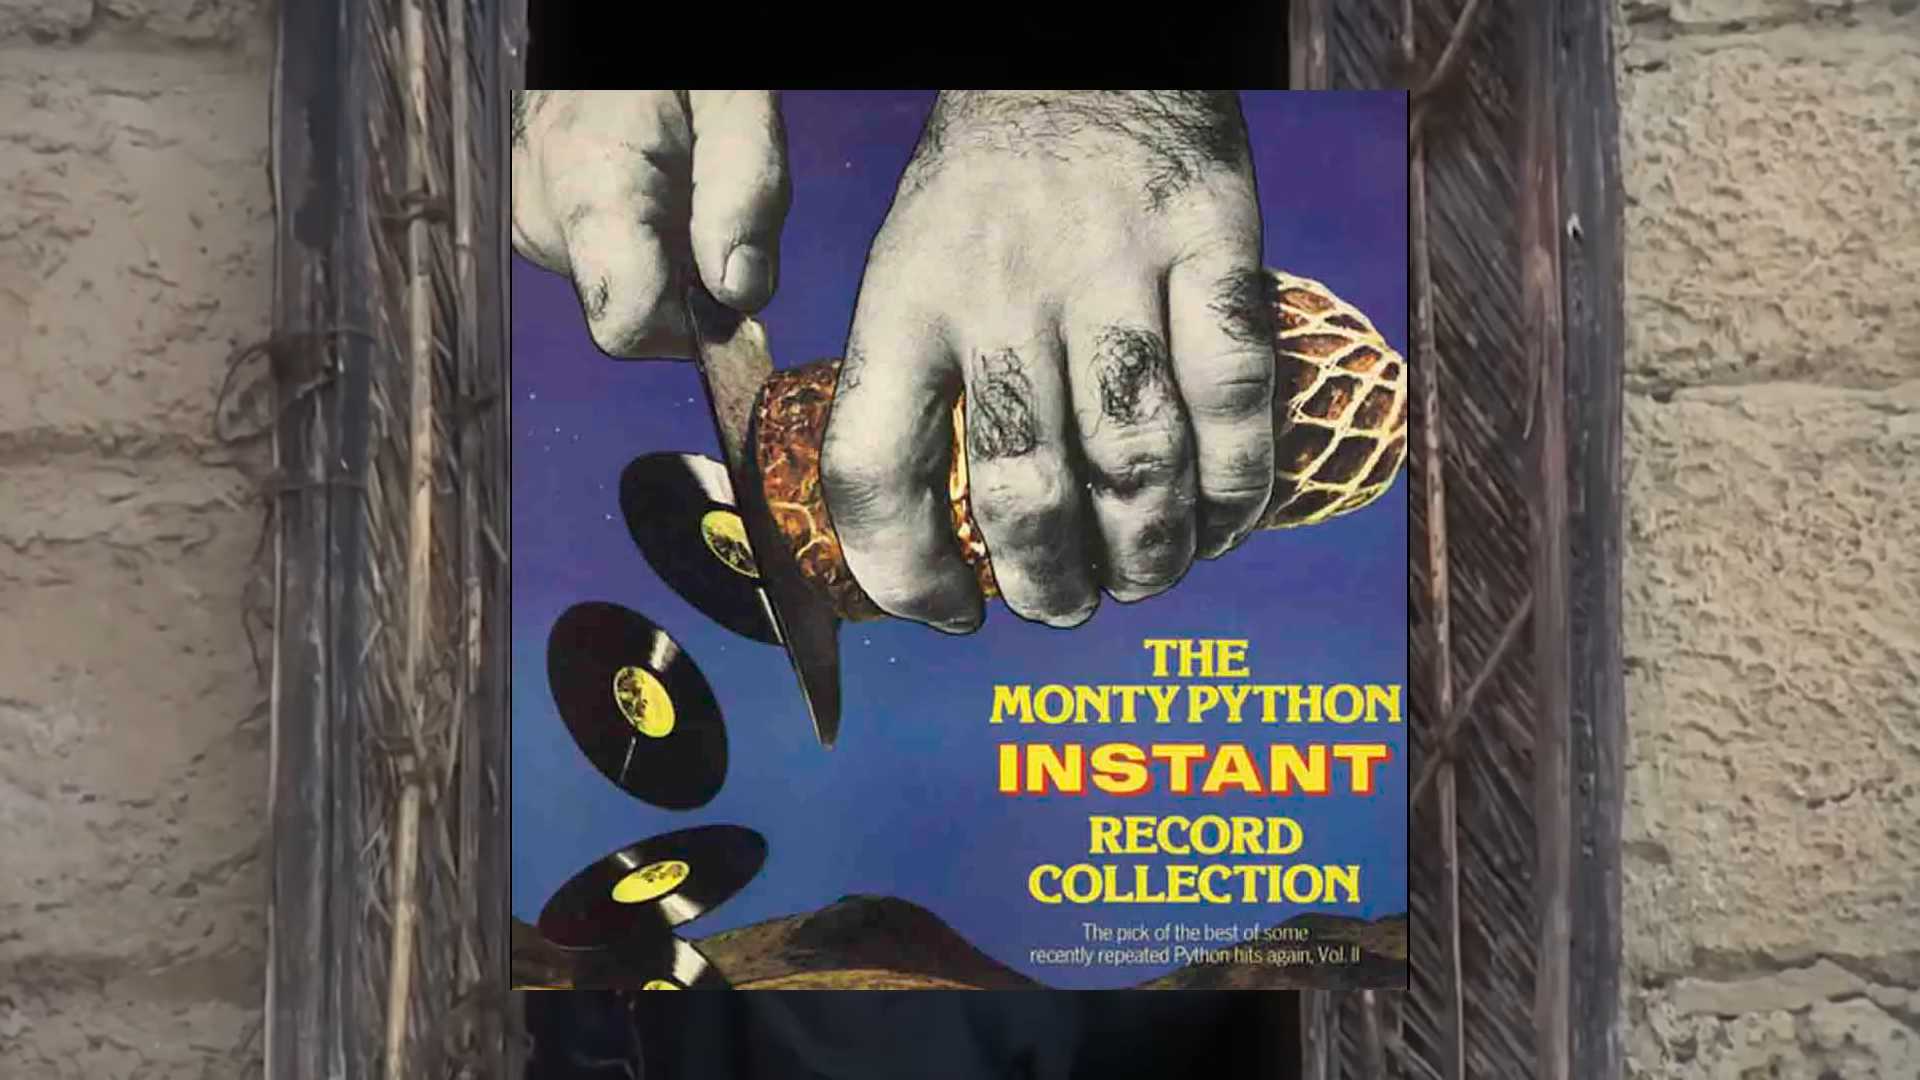 THE
MONTY PYTHON
INSTANT
RECORD
COLLECTION
The pick of the best of some
recently repeated Python hits again, Vol. II